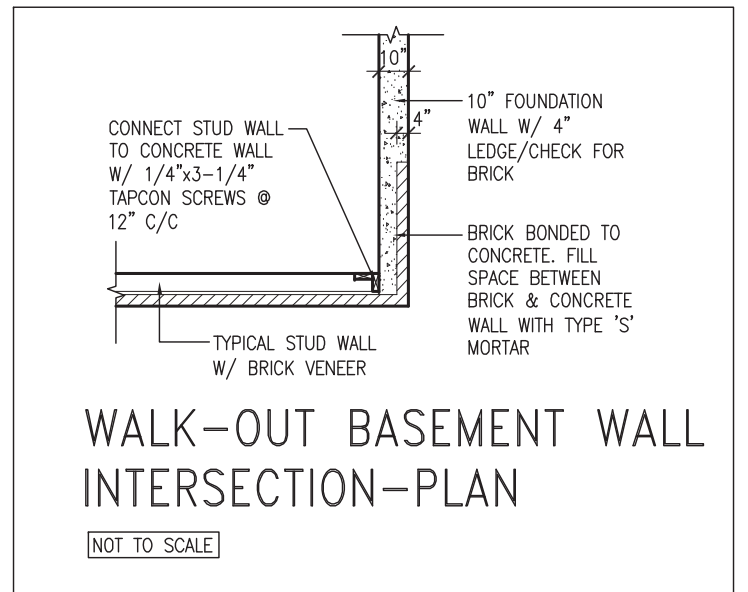 10"
4"
10" FOUNDATION
WALL W/ 4"
LEDGE/CHECK FOR
BRICK
CONNECT STUD WALL
TO CONCRETE WALL
W/ 1/4"x3-1/4"
TAPCON SCREWS @
12" C/C
BRICK BONDED TO
CONCRETE. FILL
SPACE BETWEEN
BRICK & CONCRETE
WALL WITH TYPE 'S'
MORTAR
TYPICAL STUD WALL
W/ BRICK VENEER
WALK-OUT BASEMENT WALL
INTERSECTION-PLAN
NOT TO SCALE